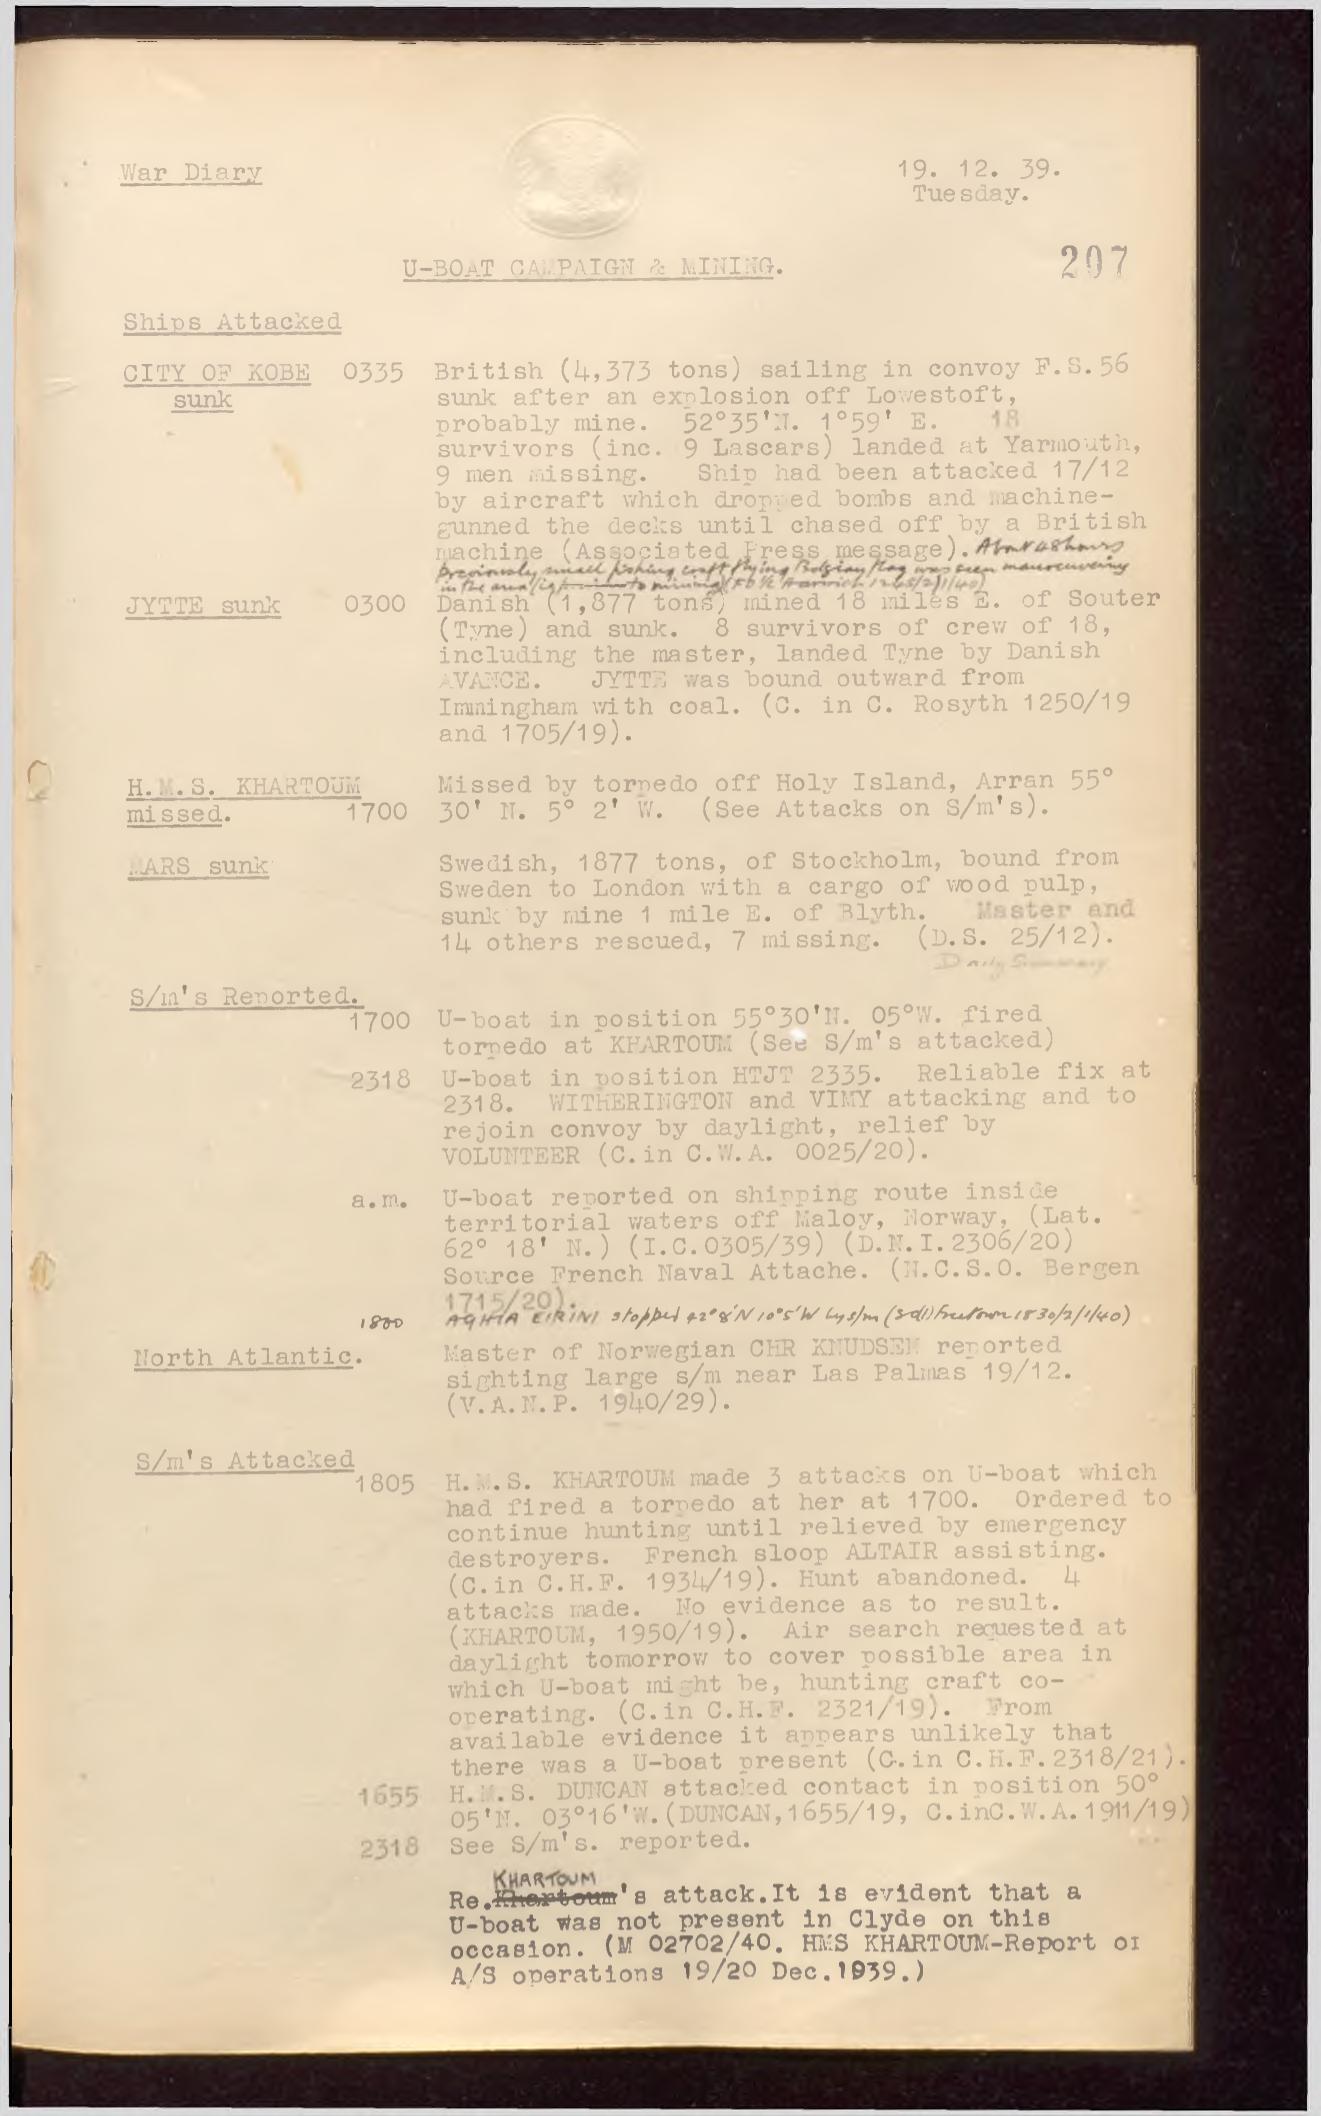 War Diary
19. 12. 39.
Tuesday.
207
U-BOAT CAMPAIGN & MINING.
Ships Attacked
CITY OF KOBE 0335 British (4,373 tons) sailing in convoy F.S.56
sunk sunk after an explosion off Lowestoft,
probably mine. 52°35'N. 1°59' E. 18
survivors (inc. 9 Lascars) landed at Yarmouth,
9 men missing. Ship had been attacked 17/12
by aircraft which dropped bombs and machine-
gunned the decks until chased off by a British
machine (Associated Press message). About 48 hours
previously small fishing craft flying Belgian flag was seen manoeuvering
in the area to mining Harwich
JYTTE sunk 0300 Danish (1,877 tons) mined 18 miles E. of Souter
(Tyne) and sunk. 8 survivors of crew of 18,
including the master, landed Tyne by Danish
AVANCE. JYTTE was bound outward from
Immingham with coal. (C. in C. Rosyth 1250/19
and 1705/19).
H.M.S. KHARTOUM Missed by torpedo off Holy Island, Arran 55°
missed. 1700 30' N. 5° 2' W. (See Attacks on S/m's).
MARS sunk Swedish, 1877 tons, of Stockholm, bound from
Sweden to London with a cargo of wood pulp,
sunk by mine 1 mile E. of Blyth. Master and
14 others rescued, 7 missing. (D.S. 25/12).
Daily Summary
S/m's Reported.
1700 U-boat in position 55°30'N. 05°W. fired
torpedo at KHARTOUM (See S/m's attacked)
2318 U-boat in position HTJT 2335. Reliable fix at
2318. WITHERINGTON and VIMY attacking and to
rejoin convoy by daylight, relief by
VOLUNTEER (C.in C.W.A. 0025/20).
a.m. U-boat reported on shipping route inside
territorial waters off Maloy, Norway, (Lat.
62° 18' N.) (I.C.0305/39) (D.N.I.2306/20)
Source French Naval Attache. (N.C.S.O. Bergen
1715/20).
1800 AGHIA EIRINI stopped 42°8'N 10°5'W by s/m (Freetown 1830/2/1/40)
North Atlantic. Master of Norwegian CHR KNUDSEN reported
sighting large s/m near Las Palmas 19/12.
(V.A.N.P. 1940/29).
S/m's Attacked
1805 H.M.S. KHARTOUM made 3 attacks on U-boat which
had fired a torpedo at her at 1700. Ordered to
continue hunting until relieved by emergency
destroyers. French sloop ALTAIR assisting.
(C.in C.H.F. 1934/19). Hunt abandoned. 4
attacks made. No evidence as to result.
(KHARTOUM, 1950/19). Air search requested at
daylight tomorrow to cover possible area in
which U-boat might be, hunting craft co-
operating. (C.in C.H.F. 2321/19). From
available evidence it appears unlikely that
there was a U-boat present (C.in C.H.F.2318/21).
1655 H.M.S. DUNCAN attacked contact in position 50°
05'N. 03°16'W.(DUNCAN,1655/19, C.inC.W.A.1911/19)
2318 See S/m's. reported.
KHARTOUM
Re.Khartoum's attack.It is evident that a
U-boat was not present in Clyde on this
occasion. (M 02702/40. HMS KHARTOUM-Report of
A/S operations 19/20 Dec.1939.)